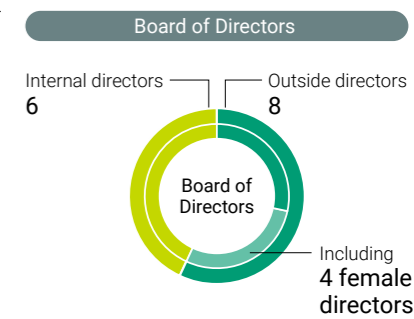 Board of Directors
Internal directors
6
Outside directors
8
Board of
Directors
Including
4 female
directors